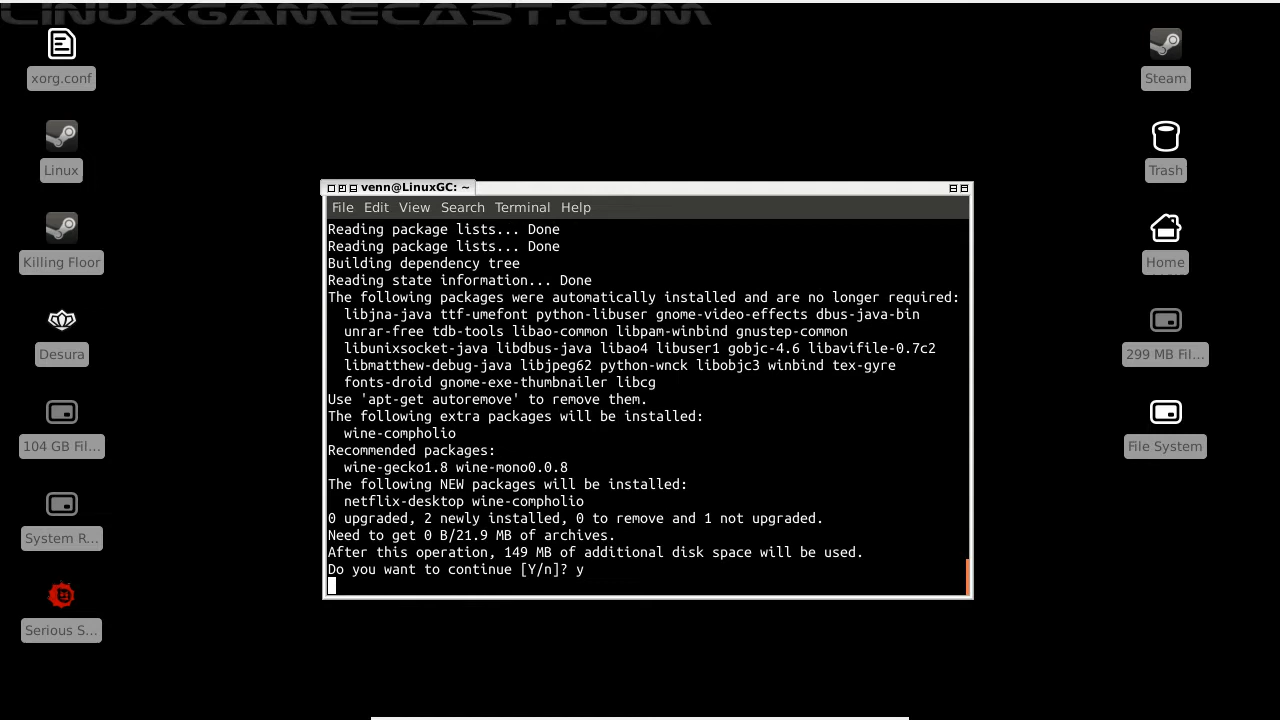 LINUXGAMECAST.COM
xorg.conf
Linux
Killing Floor
Desura
104 GB Fil...
System R...
Serious S...
venn@LinuxGC: ~
File Edit View Search Terminal Help
Reading package lists... Done
Reading package lists... Done
Building dependency tree
Reading state information... Done
The following packages were automatically installed and are no longer required:
libjna-java ttf-umefont python-libuser gnome-video-effects dbus-java-bin
unrar-free tdb-tools libao-common libpam-winbind gnustep-common
libunixsocket-java libdbus-java libao4 libuser1 gobjc-4.6 libavifile-0.7c2
libmatthew-debug-java libjpeg62 python-wnck libobjc3 winbind tex-gyre
fonts-droid gnome-exe-thumbnailer libcg
Use 'apt-get autoremove' to remove them.
The following extra packages will be installed:
wine-compholio
Recommended packages:
wine-gecko1.8 wine-mono0.0.8
The following NEW packages will be installed:
netflix-desktop wine-compholio
0 upgraded, 2 newly installed, 0 to remove and 1 not upgraded.
Need to get 0 B/21.9 MB of archives.
After this operation, 149 MB of additional disk space will be used.
Do you want to continue [Y/n]? y
Steam
Trash
Home
299 MB Fil...
File System